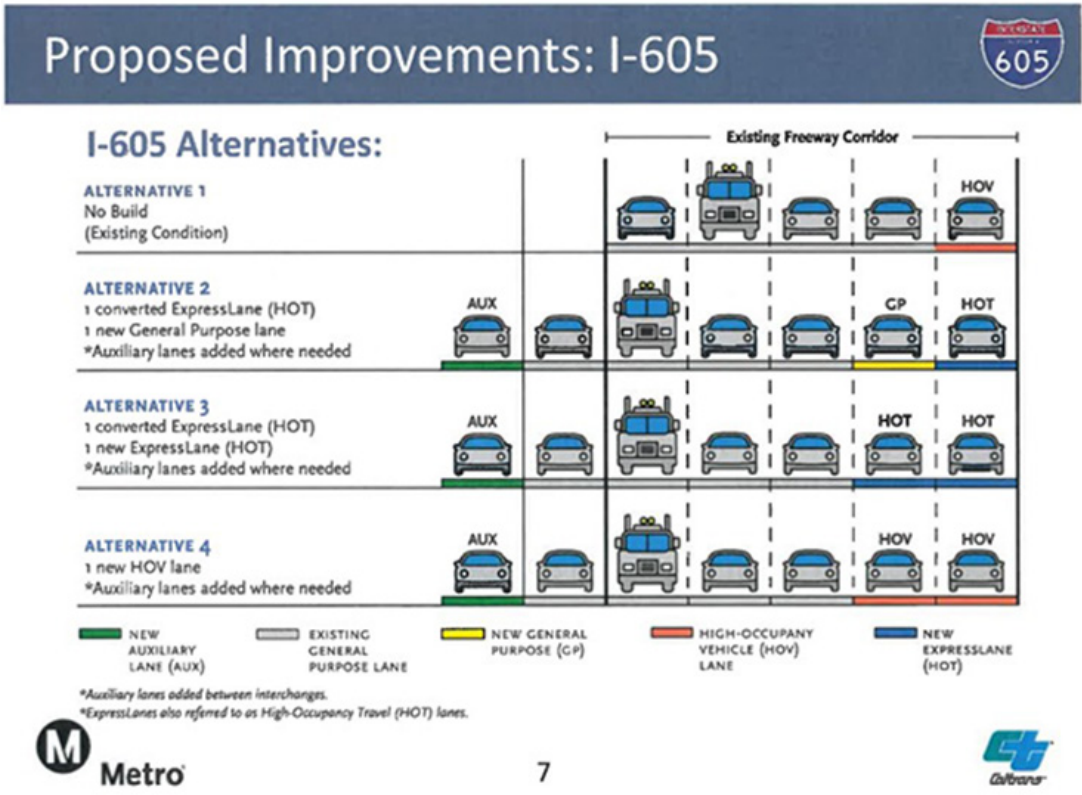 Proposed Improvements: I-605
INTERSTATE
CALIFORNIA
605
I-605 Alternatives:
Existing Freeway Corridor
ALTERNATIVE 1
No Build
(Existing Condition)
HOV
ALTERNATIVE 2
1 converted ExpressLane (HOT)
1 new General Purpose lane
*Auxiliary lanes added where needed
AUX
GP
HOT
ALTERNATIVE 3
1 converted ExpressLane (HOT)
1 new ExpressLane (HOT)
*Auxiliary lanes added where needed
AUX
HOT
HOT
ALTERNATIVE 4
1 new HOV lane
*Auxiliary lanes added where needed
AUX
HOV
HOV
NEW
AUXILIARY
LANE (AUX)
EXISTING
GENERAL
PURPOSE LANE
NEW GENERAL
PURPOSE (GP)
HIGH-OCCUPANY
VEHICLE (HOV)
LANE
NEW
EXPRESSLANE
(HOT)
*Auxiliary lanes added between interchanges.
*ExpressLanes also referred to as High-Occupancy Travel (HOT) lanes.
M
Metro
7
ct
Caltrans